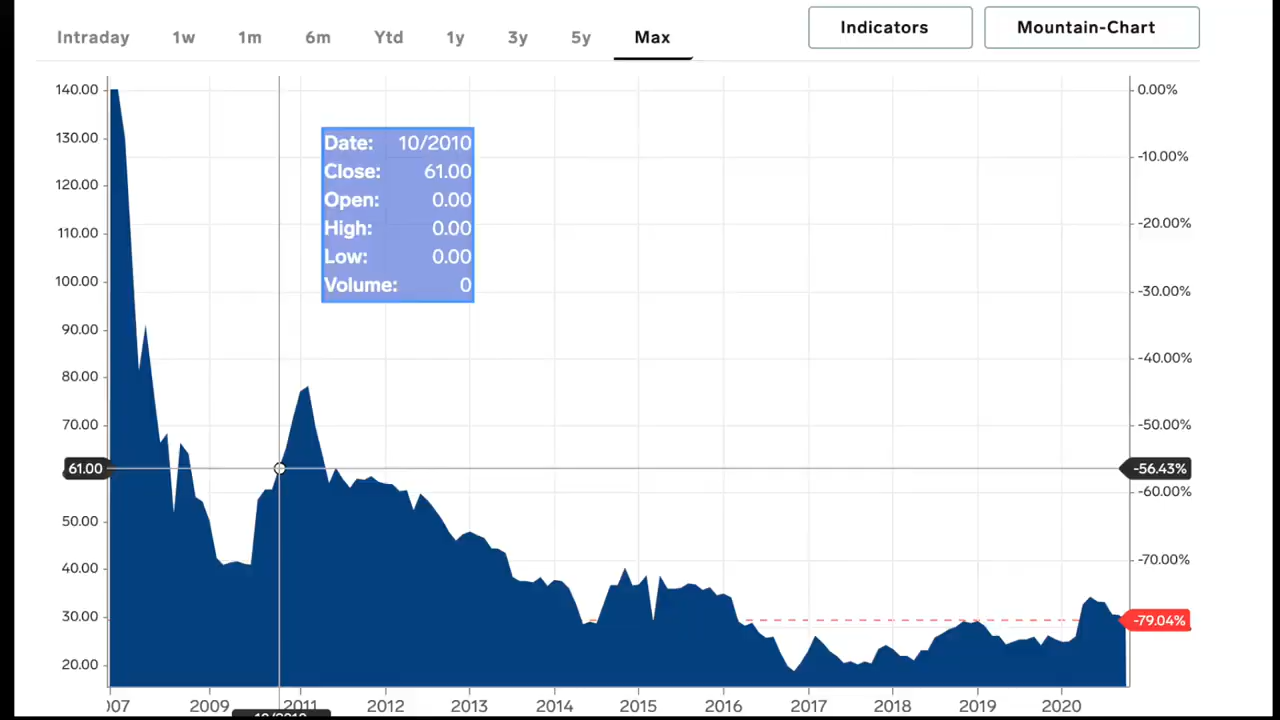 Intraday 1w 1m 6m Ytd 1y 3y 5y Max Indicators Mountain-Chart
140.00 0.00%
130.00
Date: 10/2010
-10.00%
Close: 61.00
120.00
Open: 0.00
-20.00%
High: 0.00
110.00
Low: 0.00
100.00
Volume: 0
-30.00%
90.00
-40.00%
80.00
70.00 -50.00%
61.00 -56.43%
-60.00%
50.00
-70.00%
40.00
30.00 -79.04%
20.00
007 2009 2011 2012 2013 2014 2015 2016 2017 2018 2019 2020
10/2010